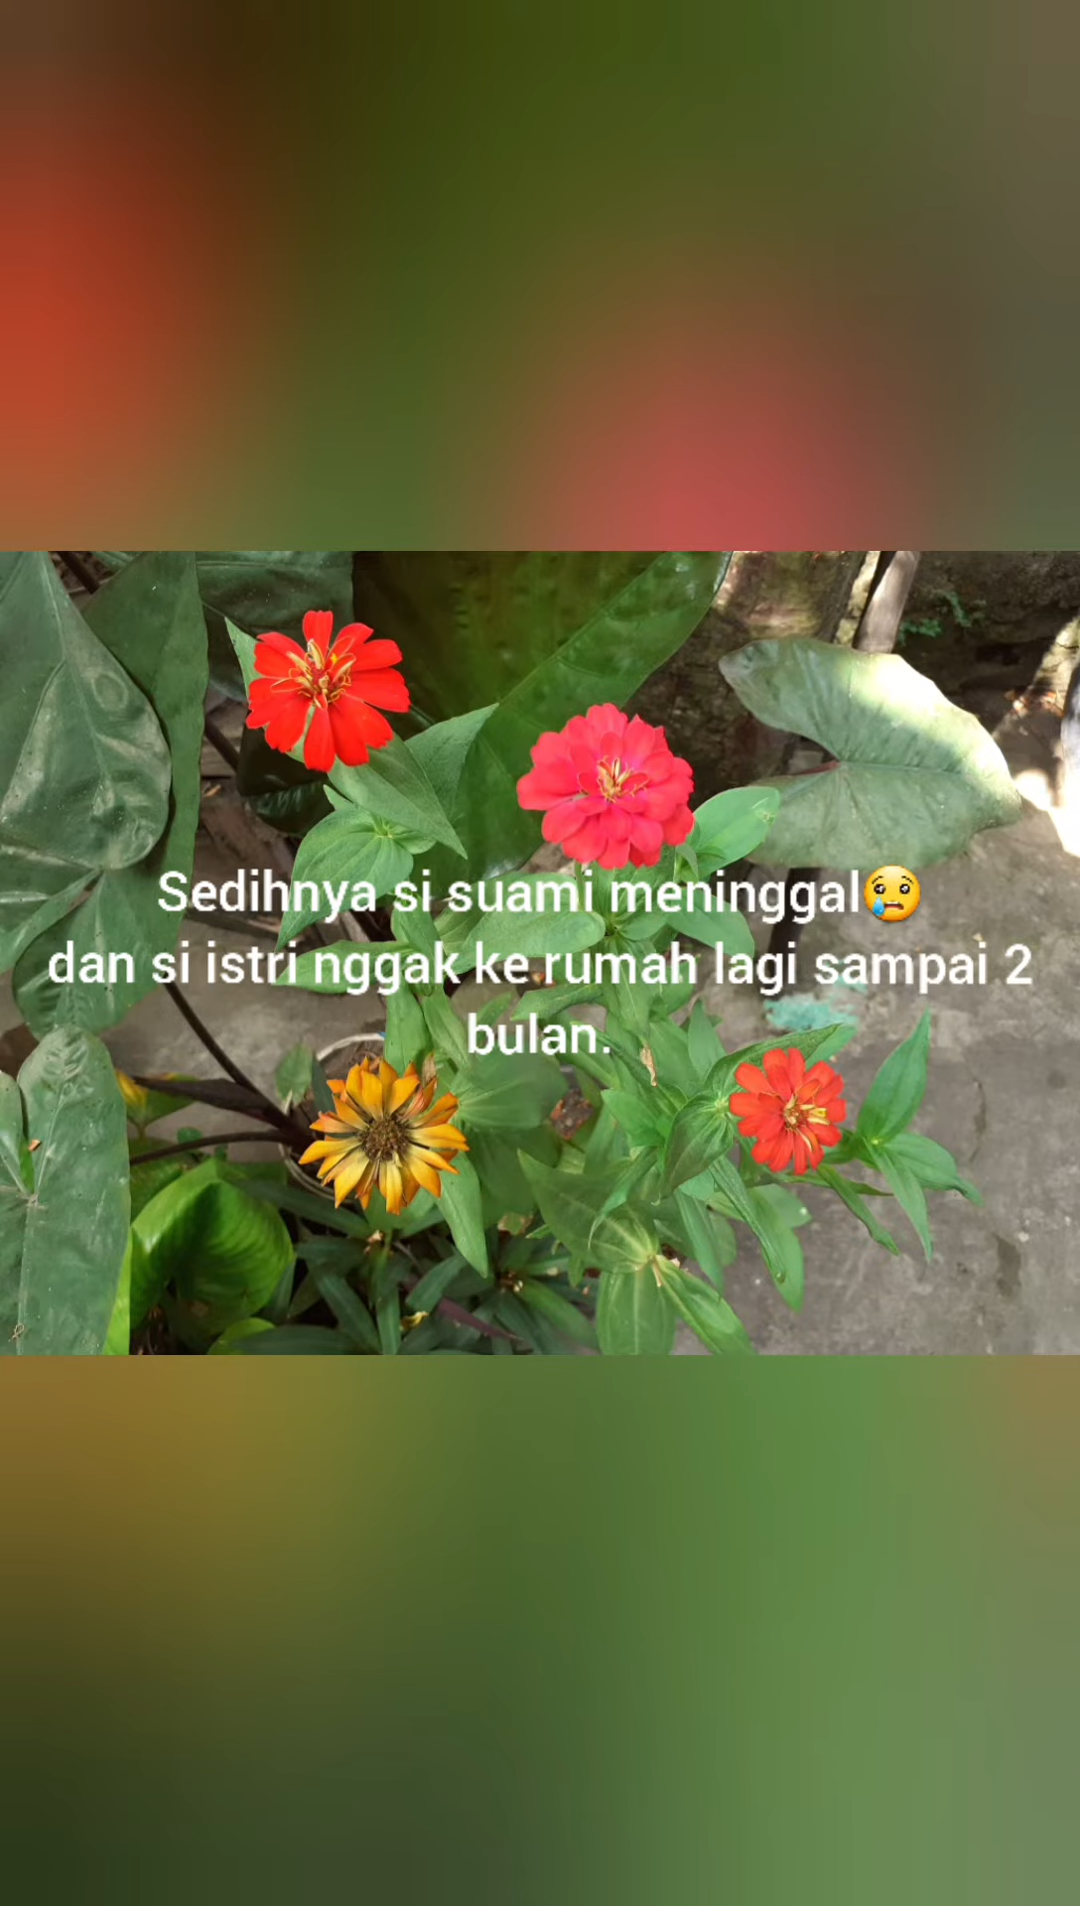 Sedihnya si suami meninggal😢
dan si istri nggak ke rumah lagi sampai 2
bulan.